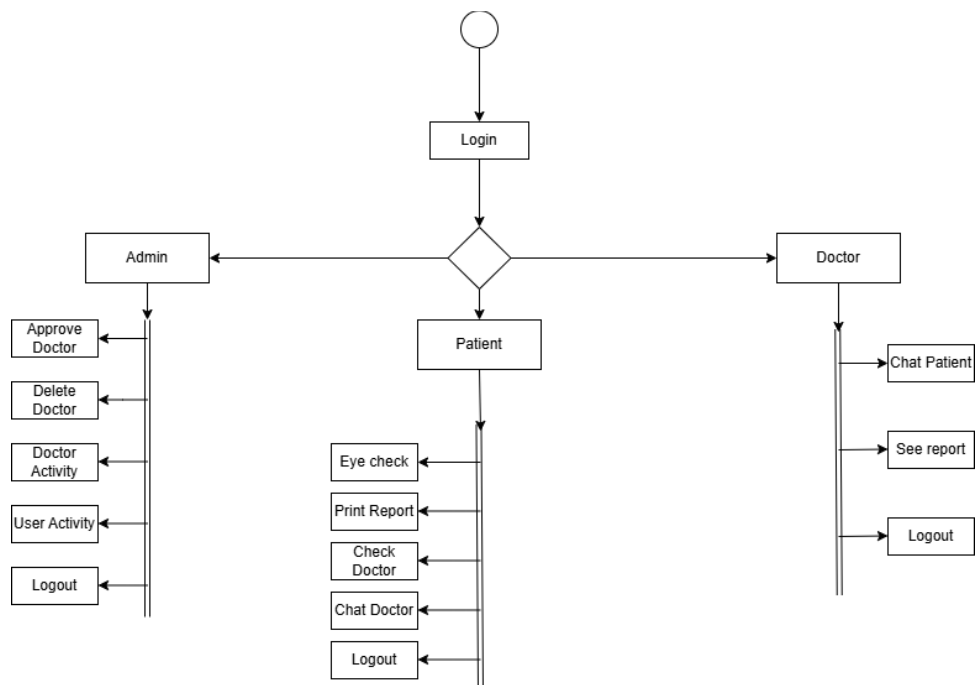 Login
Admin
Doctor
Patient
Approve
Doctor
Delete
Doctor
Doctor
Activity
User Activity
Logout
Eye check
Print Report
Check
Doctor
Chat Doctor
Logout
Chat Patient
See report
Logout